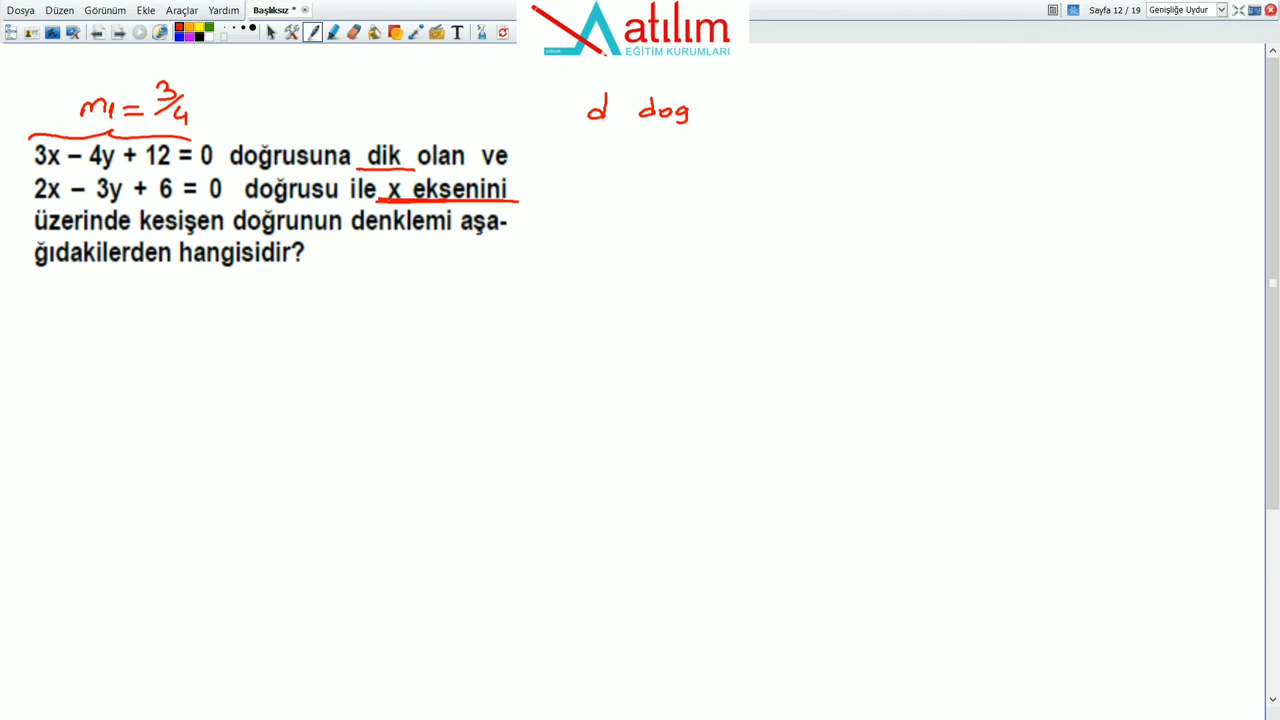 Dosya Düzen Görünüm Ekle Araçlar Yardım Başlıksız * Sayfa 12 / 19 Genişliğe Uydur
atılım
EĞİTİM KURUMLARI
m1 = 3/4
d dog
3x – 4y + 12 = 0 doğrusuna dik olan ve
2x – 3y + 6 = 0 doğrusu ile x eksenini
üzerinde kesişen doğrunun denklemi aşa-
ğıdakilerden hangisidir?